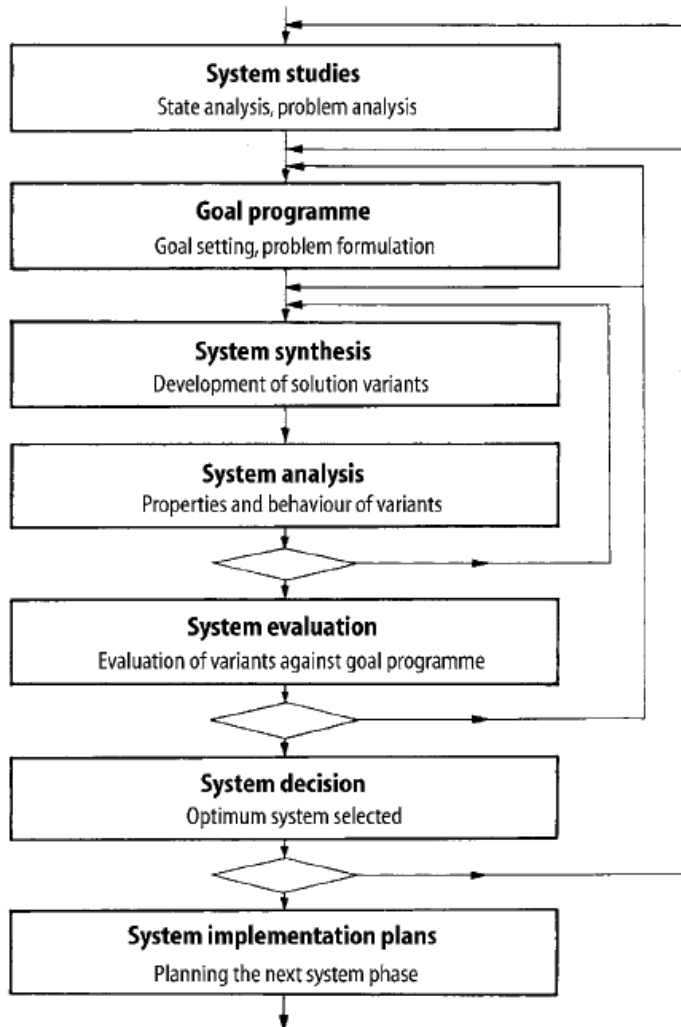 System studies
State analysis, problem analysis
Goal programme
Goal setting, problem formulation
System synthesis
Development of solution variants
System analysis
Properties and behaviour of variants
System evaluation
Evaluation of variants against goal programme
System decision
Optimum system selected
System implementation plans
Planning the next system phase